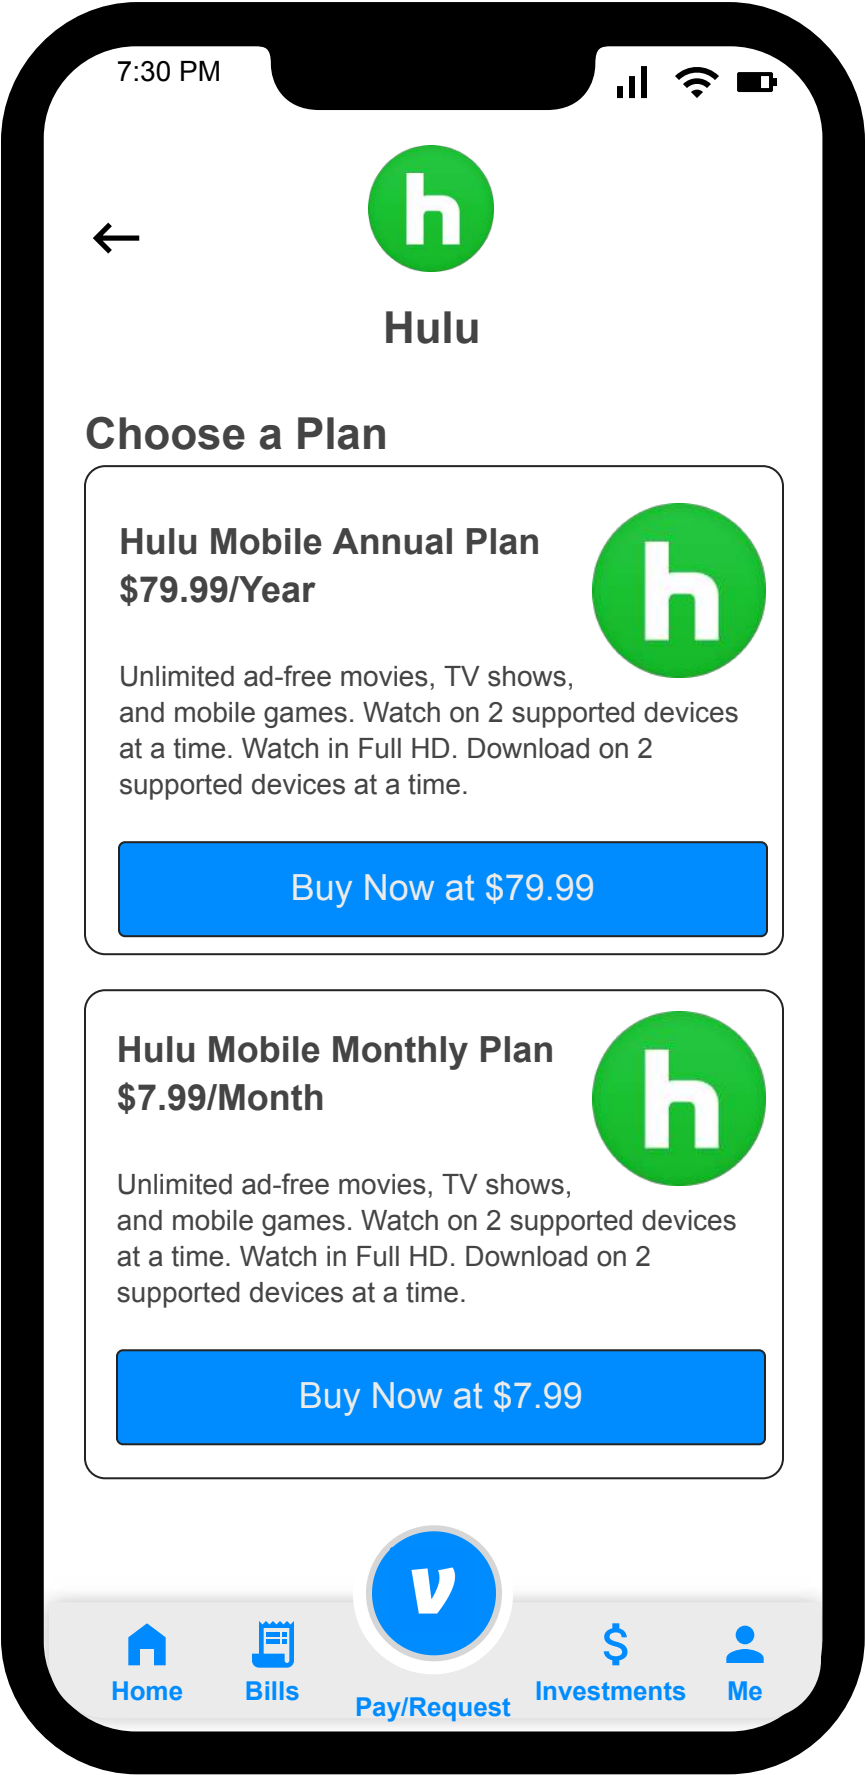 7:30 PM
h
Hulu
Choose a Plan
Hulu Mobile Annual Plan
$79.99/Year
h
Unlimited ad-free movies, TV shows,
and mobile games. Watch on 2 supported devices
at a time. Watch in Full HD. Download on 2
supported devices at a time.
Buy Now at $79.99
Hulu Mobile Monthly Plan
$7.99/Month
h
Unlimited ad-free movies, TV shows,
and mobile games. Watch on 2 supported devices
at a time. Watch in Full HD. Download on 2
supported devices at a time.
Buy Now at $7.99
v
$
Home
Bills
Pay/Request
Investments
Me